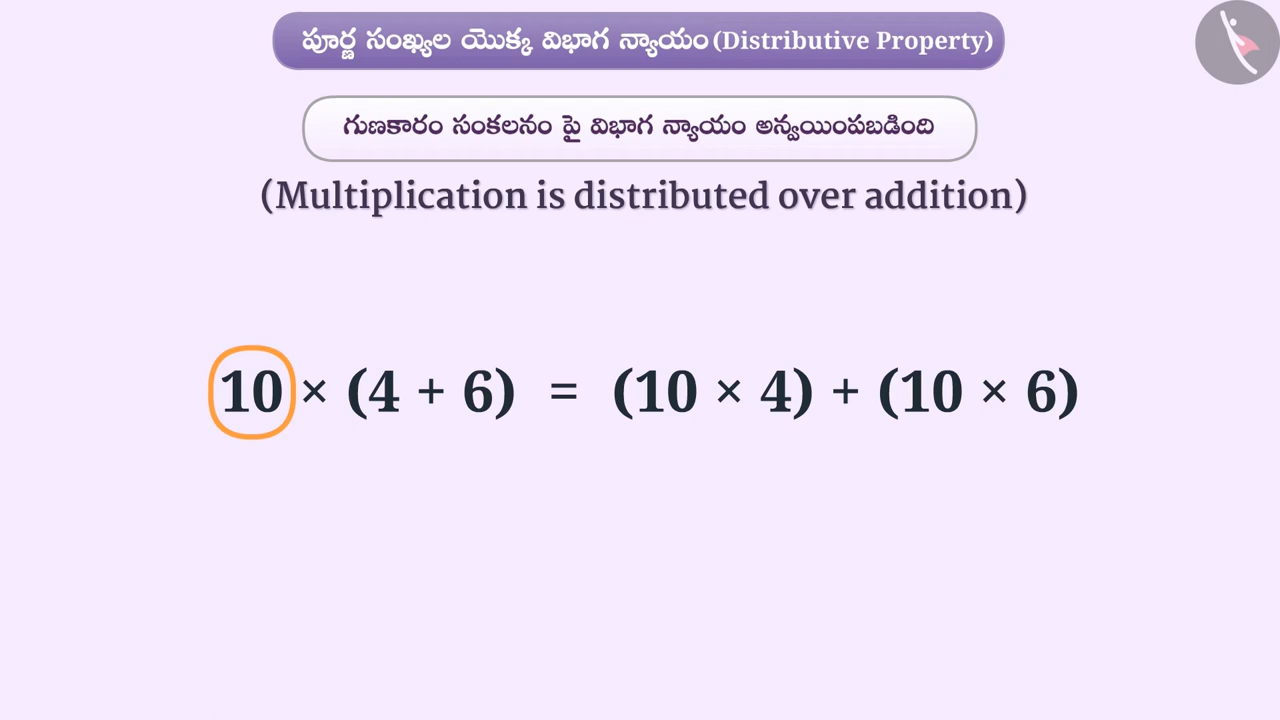 పూర్ణ సంఖ్యల యొక్క విభాగ న్యాయం (Distributive Property)
గుణకారం సంకలనం పై విభాగ న్యాయం అన్వయింపబడింది
(Multiplication is distributed over addition)
10 × (4 + 6) = (10 × 4) + (10 × 6)